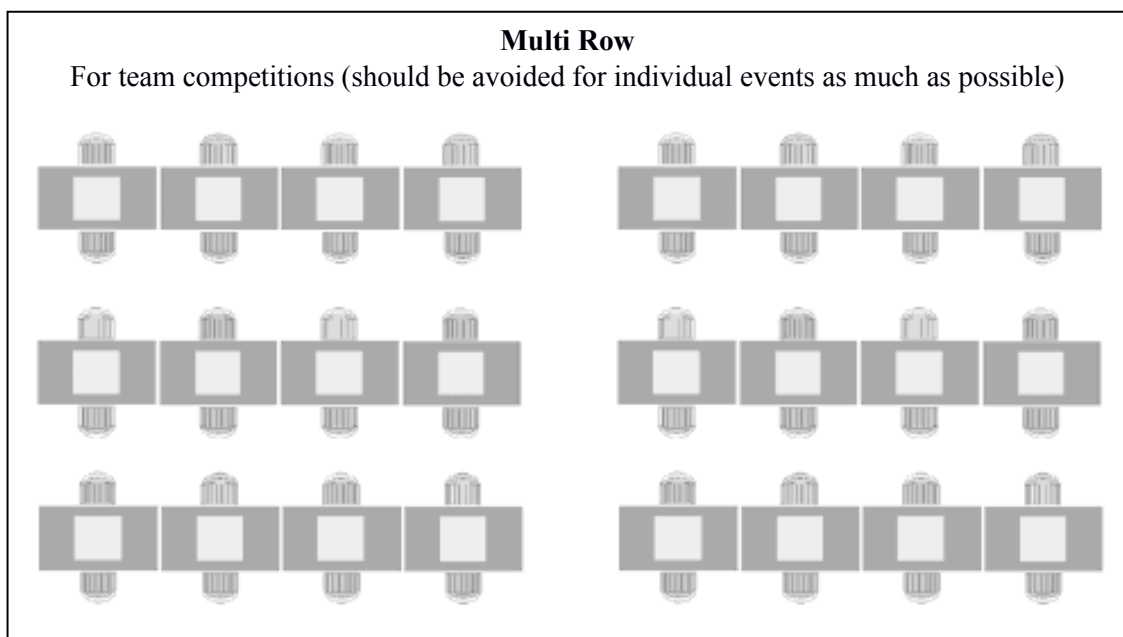 Multi Row
For team competitions (should be avoided for individual events as much as possible)